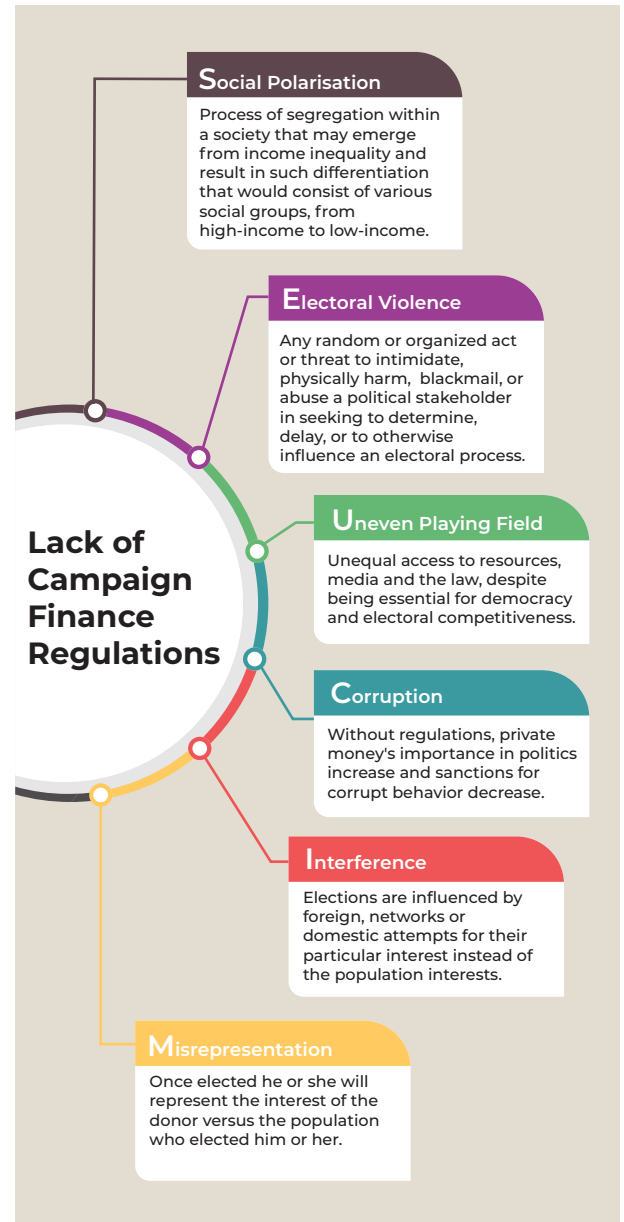 Social Polarisation
Process of segregation within
a society that may emerge
from income inequality and
result in such differentiation
that would consist of various
social groups, from
high-income to low-income.
Electoral Violence
Any random or organized act
or threat to intimidate,
physically harm, blackmail, or
abuse a political stakeholder
in seeking to determine,
delay, or to otherwise
influence an electoral process.
Lack of
Campaign
Finance
Regulations
Uneven Playing Field
Unequal access to resources,
media and the law, despite
being essential for democracy
and electoral competitiveness.
Corruption
Without regulations, private
money's importance in politics
increase and sanctions for
corrupt behavior decrease.
Interference
Elections are influenced by
foreign, networks or
domestic attempts for their
particular interest instead of
the population interests.
Misrepresentation
Once elected he or she will
represent the interest of the
donor versus the population
who elected him or her.